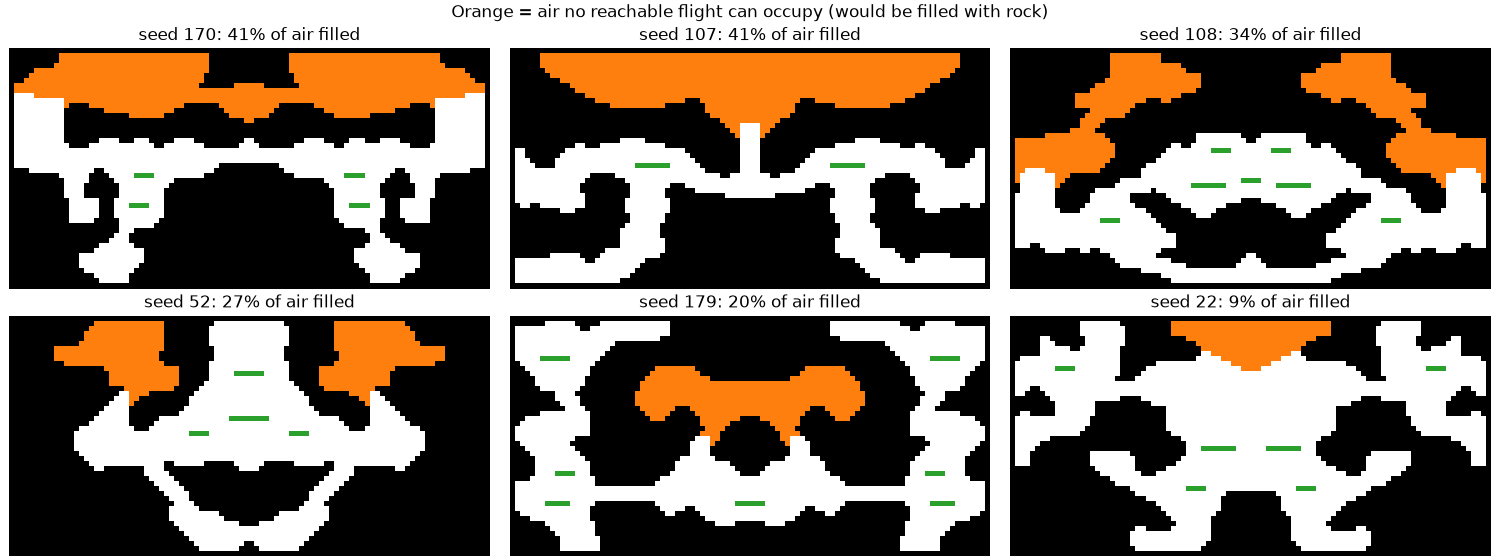 Orange = air no reachable flight can occupy (would be filled with rock)
seed 170: 41% of air filled
seed 107: 41% of air filled
seed 108: 34% of air filled
seed 52: 27% of air filled
seed 179: 20% of air filled
seed 22: 9% of air filled